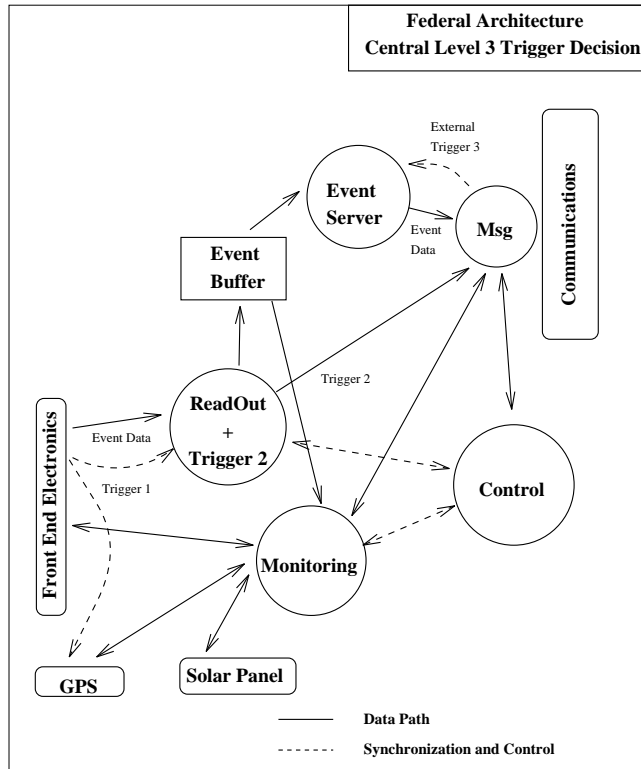 Federal Architecture
Central Level 3 Trigger Decision
External
Trigger 3
Event
Server
Msg
Communications
Event
Data
Event
Buffer
Trigger 2
ReadOut
+
Trigger 2
Event Data
Trigger 1
Front End Electronics
Control
Monitoring
GPS
Solar Panel
Data Path
Synchronization and Control